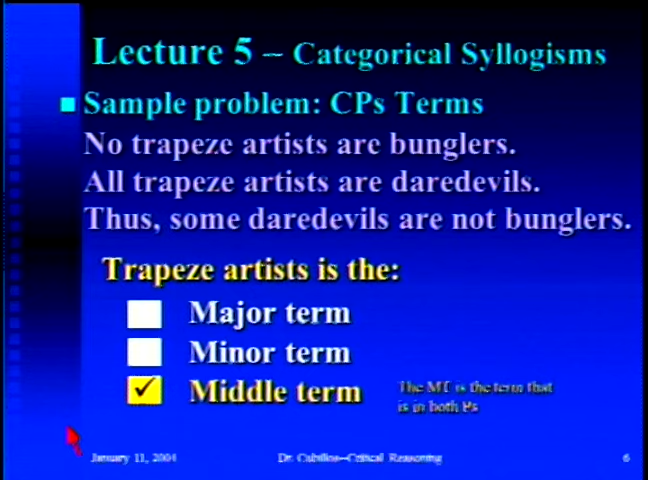 Lecture 5 – Categorical Syllogisms
Sample problem: CPs Terms
No trapeze artists are bunglers.
All trapeze artists are daredevils.
Thus, some daredevils are not bunglers.
Trapeze artists is the:
Major term
Minor term
Middle term
The MT is the term that
is in both Ps
January 11, 2004
Dr. Cubillos--Critical Reasoning
6